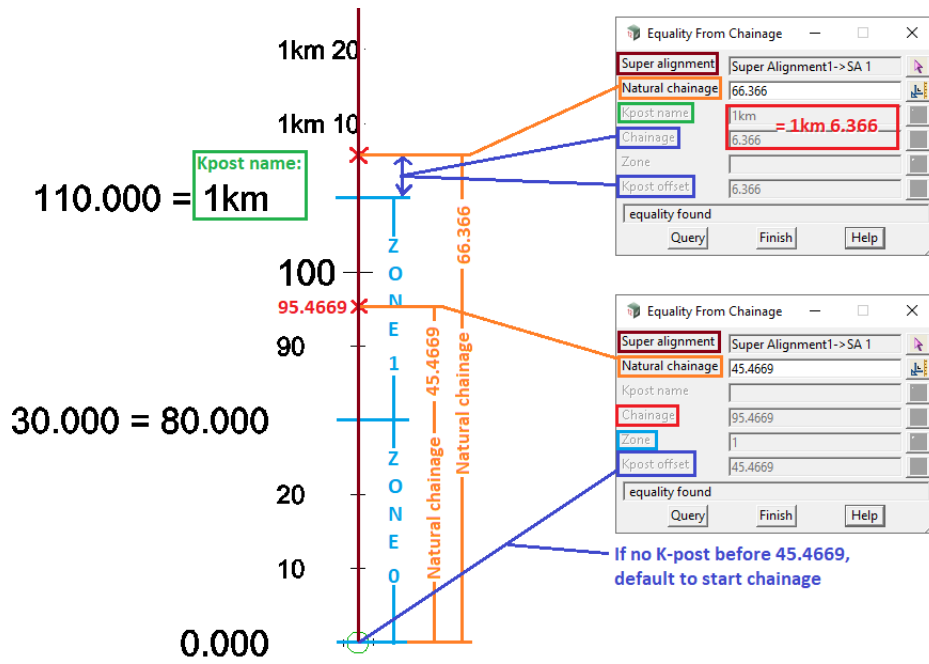 1km 20
1km 10
Kpost name:
110.000 = 1km
100
95.4669
90
30.000 = 80.000
20
10
0.000
ZONE 1
ZONE 0
Natural chainage 45.4669
Natural chainage 66.366
Equality From Chainage
Super alignment Super Alignment1->SA 1
Natural chainage 66.366
Kpost name 1km
= 1km 6.366
Chainage 6.366
Zone
Kpost offset 6.366
equality found
Query Finish Help
Equality From Chainage
Super alignment Super Alignment1->SA 1
Natural chainage 45.4669
Kpost name
Chainage 95.4669
Zone 1
Kpost offset 45.4669
equality found
Query Finish Help
If no K-post before 45.4669,
default to start chainage